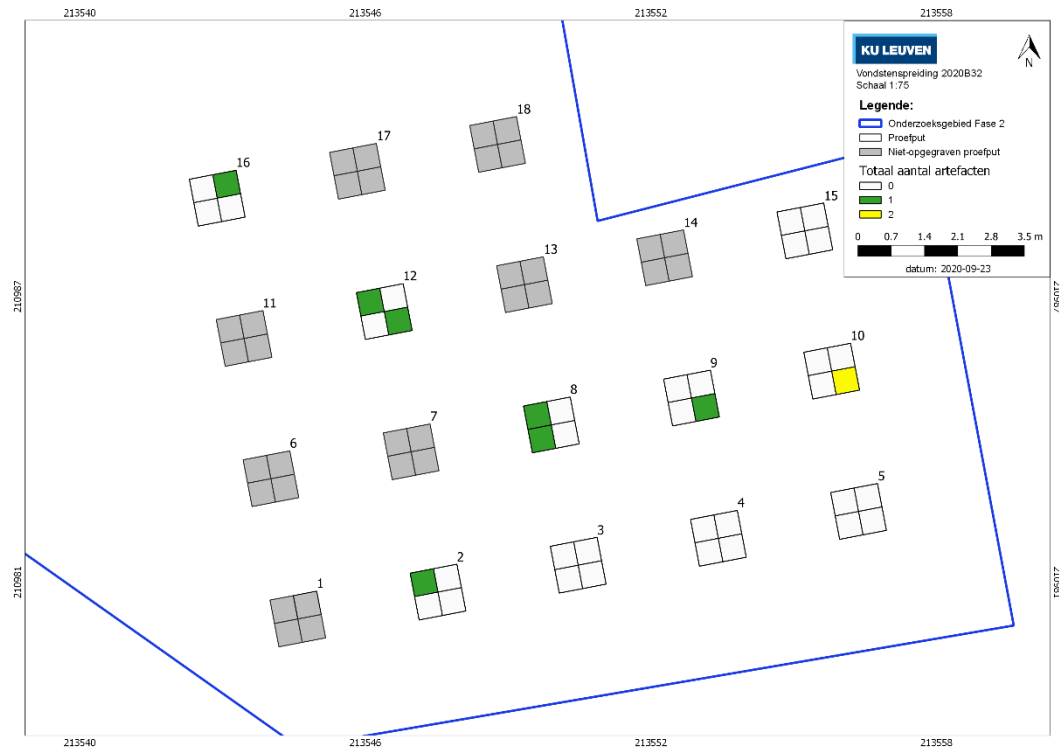 213540 213546 213552 213558
KU LEUVEN
N
Vondstenspreiding 2020B32
Schaal 1:75
Legende:
Onderzoeksgebied Fase 2
Proefput
Niet-opgegraven proefput
Totaal aantal artefacten
0
1
2
0 0.7 1.4 2.1 2.8 3.5 m
datum: 2020-09-23
18
17
16
15
14
13
12
11
210987 210987
10
9
8
7
6
5
4
3
2
1
210981 210981
213540 213546 213552 213558